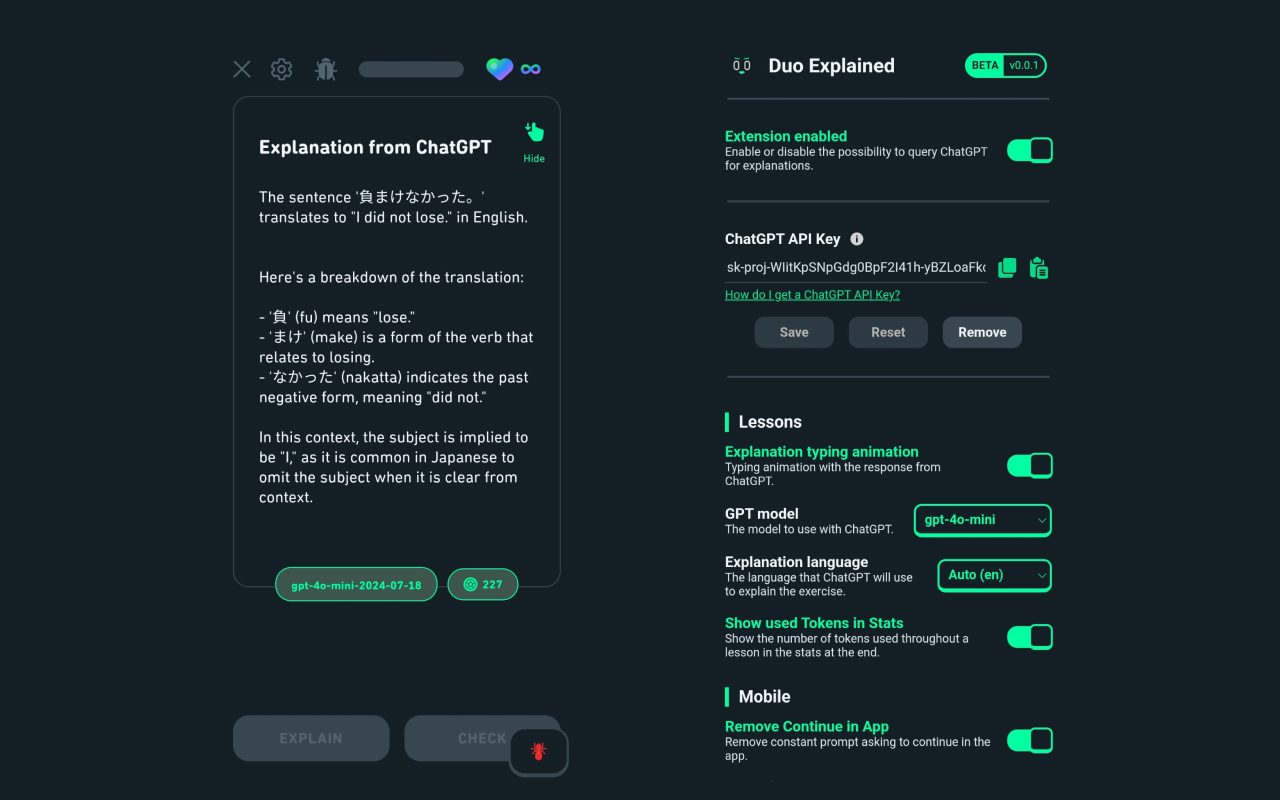 Explanation from ChatGPT
Hide
The sentence '負まけなかった。'
translates to "I did not lose." in English.
Here's a breakdown of the translation:
- '負' (fu) means "lose."
- 'まけ' (make) is a form of the verb that
relates to losing.
- 'なかった' (nakatta) indicates the past
negative form, meaning "did not."
In this context, the subject is implied to
be "I," as it is common in Japanese to
omit the subject when it is clear from
context.
gpt-4o-mini-2024-07-18
227
EXPLAIN
CHECK
Duo Explained
BETA v0.0.1
Extension enabled
Enable or disable the possibility to query ChatGPT
for explanations.
ChatGPT API Key
How do I get a ChatGPT API Key?
Save
Reset
Remove
Lessons
Explanation typing animation
Typing animation with the response from
ChatGPT.
GPT model
The model to use with ChatGPT.
gpt-4o-mini
Explanation language
The language that ChatGPT will use
to explain the exercise.
Auto (en)
Show used Tokens in Stats
Show the number of tokens used throughout a
lesson in the stats at the end.
Mobile
Remove Continue in App
Remove constant prompt asking to continue in the
app.